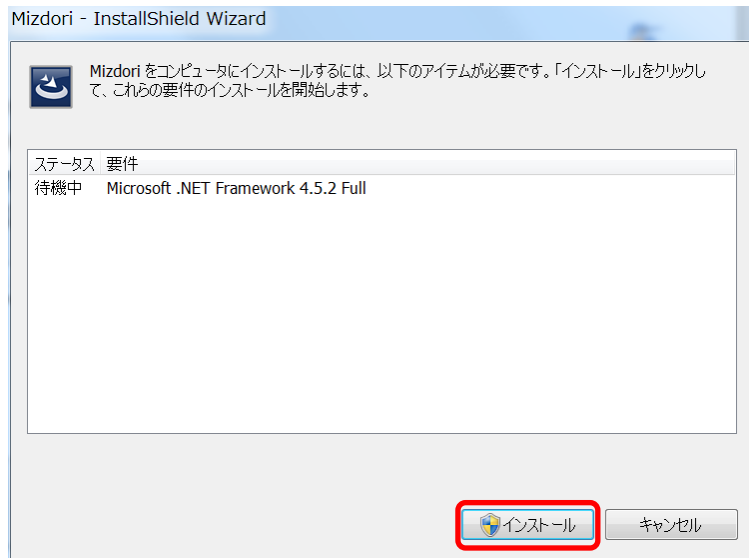 Mizdori - InstallShield Wizard
Mizdori をコンピュータにインストールするには、以下のアイテムが必要です。「インストール」をクリックし
て、これらの要件のインストールを開始します。
ステータス 要件
待機中 Microsoft .NET Framework 4.5.2 Full
インストール キャンセル